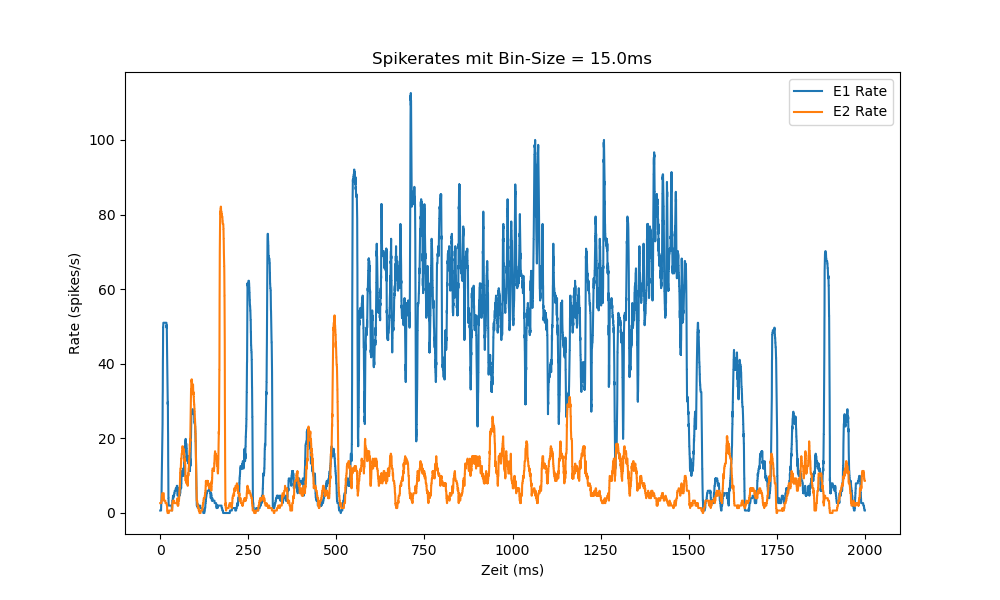 Spikerates mit Bin-Size = 15.0ms
E1 Rate
E2 Rate
Rate (spikes/s)
100
80
60
40
20
0
0 250 500 750 1000 1250 1500 1750 2000
Zeit (ms)